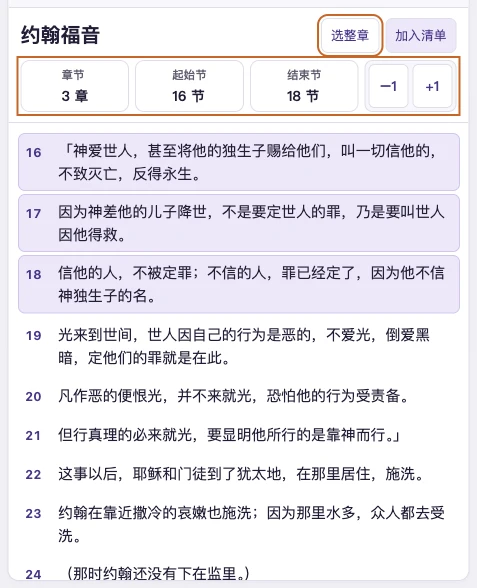 约翰福音
选整章
加入清单
章节
3 章
起始节
16 节
结束节
18 节
−1
+1
16 「神爱世人，甚至将他的独生子赐给他们，叫一切信他的，
不致灭亡，反得永生。
17 因为神差他的儿子降世，不是要定世人的罪，乃是要叫世人
因他得救。
18 信他的人，不被定罪；不信的人，罪已经定了，因为他不信
神独生子的名。
19 光来到世间，世人因自己的行为是恶的，不爱光，倒爱黑
暗，定他们的罪就是在此。
20 凡作恶的便恨光，并不来就光，恐怕他的行为受责备。
21 但行真理的必来就光，要显明他所行的是靠神而行。」
22 这事以后，耶稣和门徒到了犹太地，在那里居住，施洗。
23 约翰在靠近撒冷的哀嫩也施洗；因为那里水多，众人都去受
洗。
24 （那时约翰还没有下在监里。）